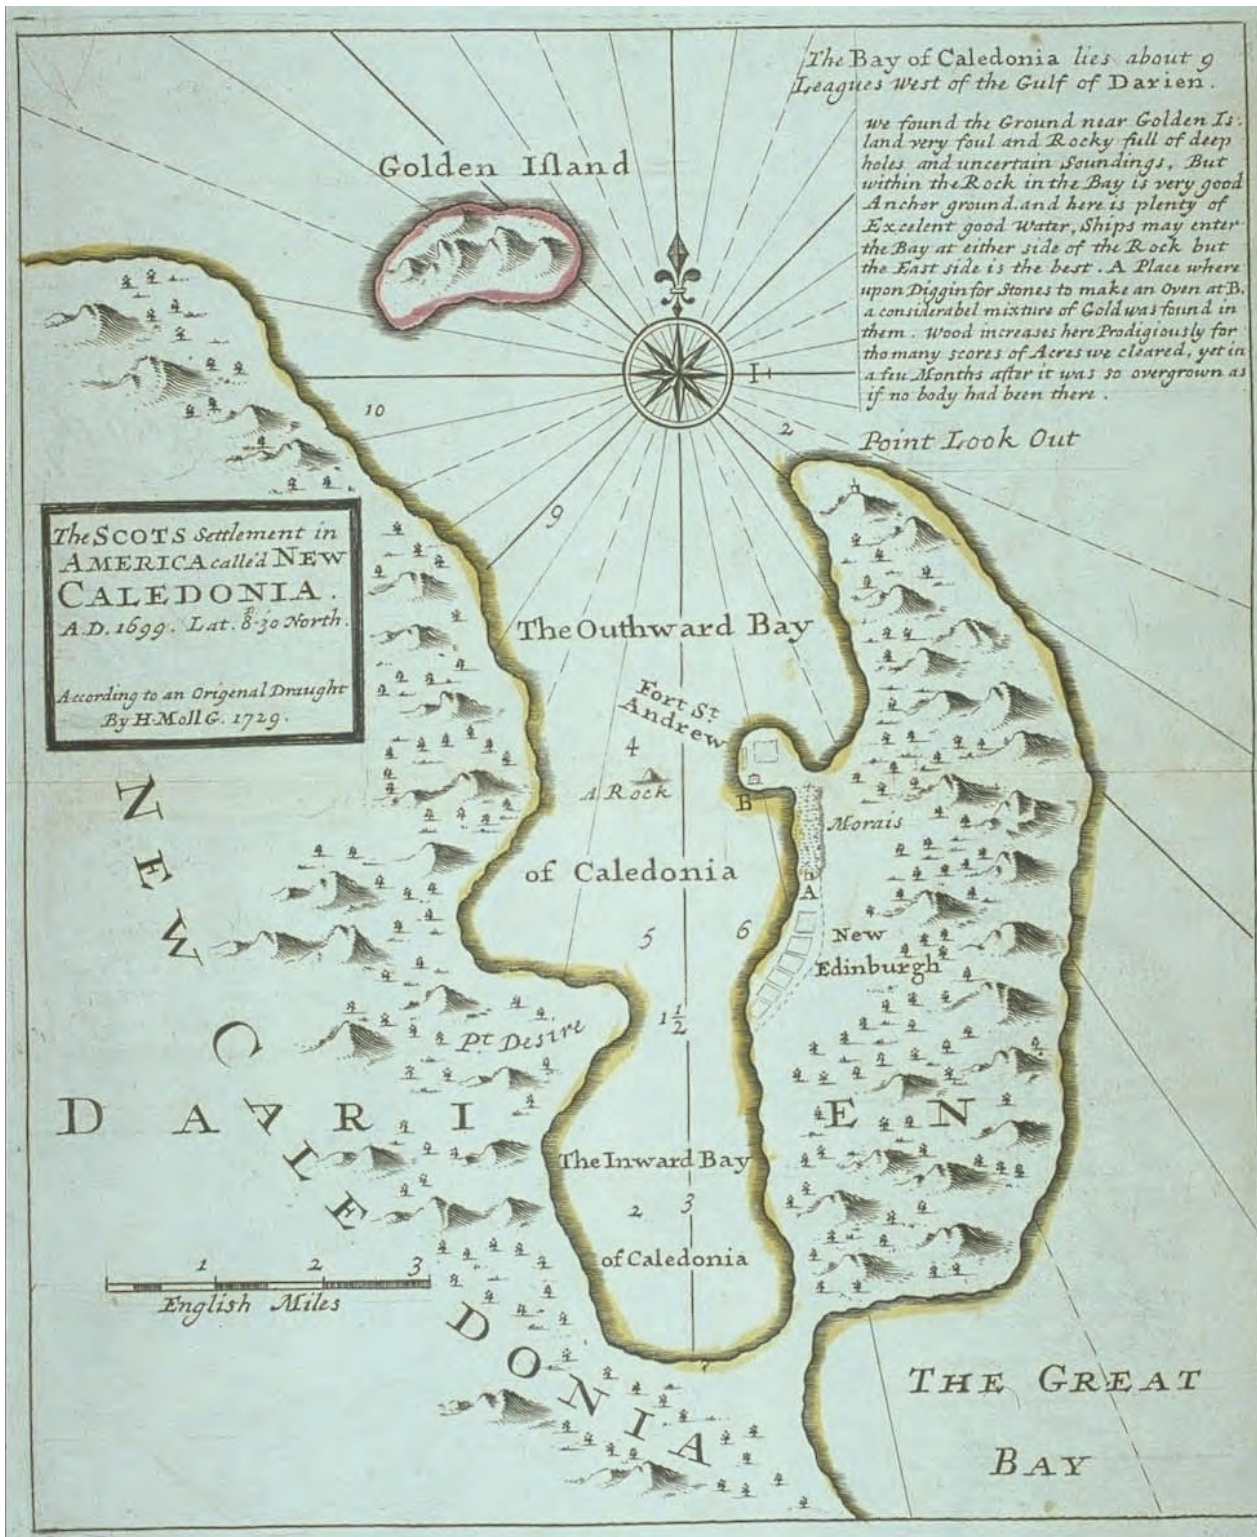 The Bay of Caledonia lies about 9
Leagues West of the Gulf of Darien.
we found the Ground near Golden Is-
land very foul and Rocky full of deep
holes and uncertain Soundings, But
within the Rock in the Bay is very good
Anchor ground. and here is plenty of
Excelent good Water, Ships may enter
the Bay at either side of the Rock but
the East side is the best. A Place where
upon Diggin for Stones to make an Oven at B.
a considerabel mixture of Gold was found in
them. Wood increases here Prodigiously for
tho many scores of Acres we cleared, yet in
a few Months after it was so overgrown as
if no body had been there.
Golden Iſland
10
2
Point Look Out
9
The SCOTS Settlement in
AMERICA calle'd NEW
CALEDONIA.
A.D. 1699. Lat. 8D-30 North.
According to an Origenal Draught
By H. Moll G. 1729.
The Outhward Bay
Fort St.
Andrew
4
A Rock
B
Morais
of Caledonia
A
5
6
New
Edinburgh
1 1/2
Pt. Desire
NEW CALEDONIA
DARIEN
The Inward Bay
2
3
of Caledonia
1 2 3
English Miles
7
THE GREAT
BAY